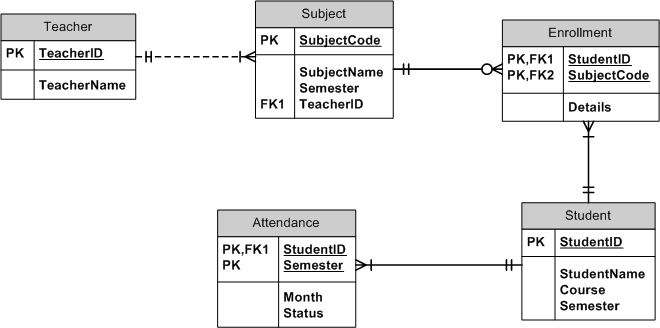 Teacher
PK TeacherID
TeacherName
Subject
PK SubjectCode
SubjectName
Semester
FK1 TeacherID
Enrollment
PK,FK1 StudentID
PK,FK2 SubjectCode
Details
Attendance
PK,FK1 StudentID
PK Semester
Month
Status
Student
PK StudentID
StudentName
Course
Semester